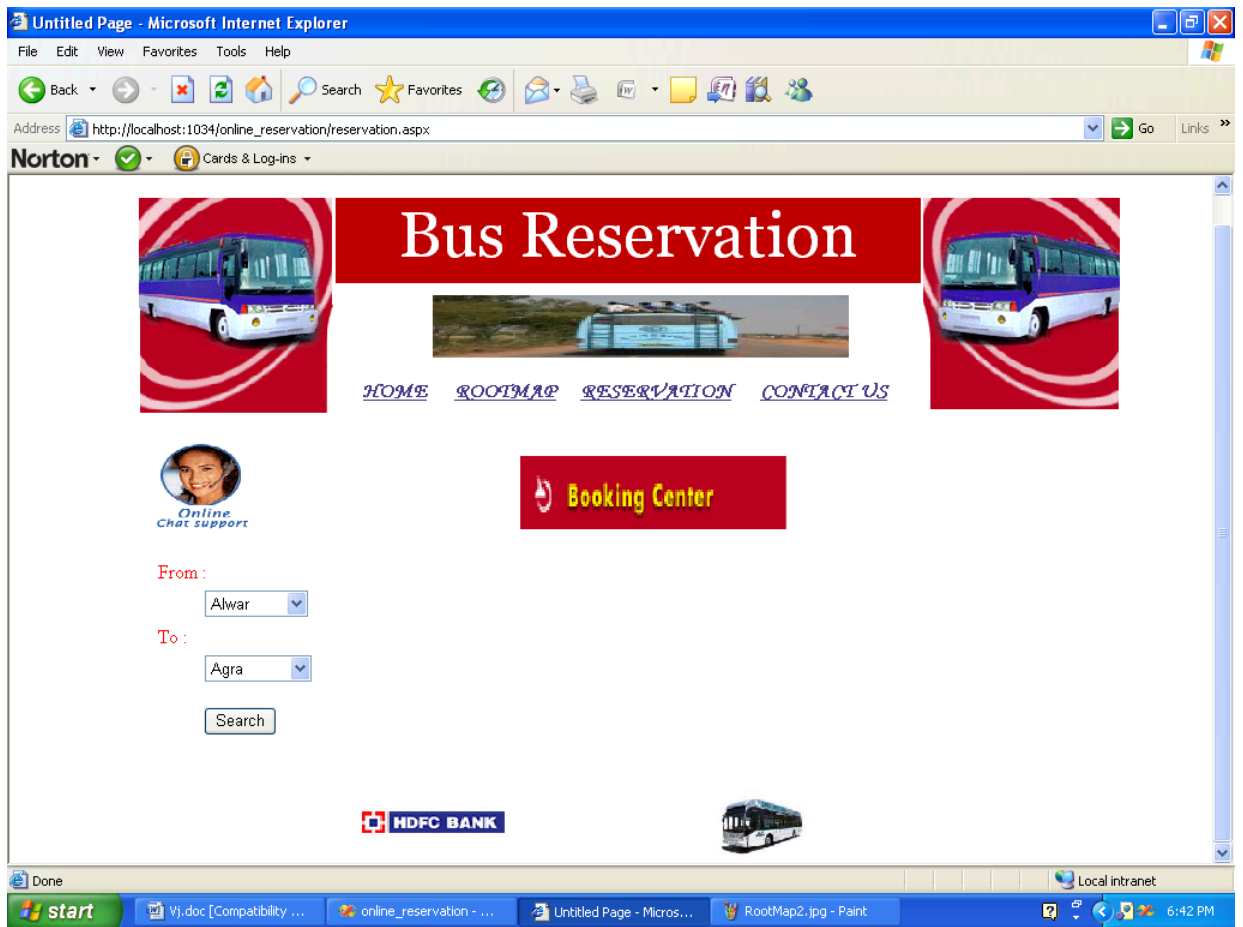 Untitled Page - Microsoft Internet Explorer
File Edit View Favorites Tools Help
Back Search Favorites
Address http://localhost:1034/online_reservation/reservation.aspx Go Links »
Norton Cards & Log-ins
Bus Reservation
HOME ROOTMAP RESERVATION CONTACT US
Online
Chat support
Booking Center
From :
Alwar
To :
Agra
Search
HDFC BANK
Done Local intranet
start Vj.doc [Compatibility ... online_reservation - ... Untitled Page - Micros... RootMap2.jpg - Paint 6:42 PM